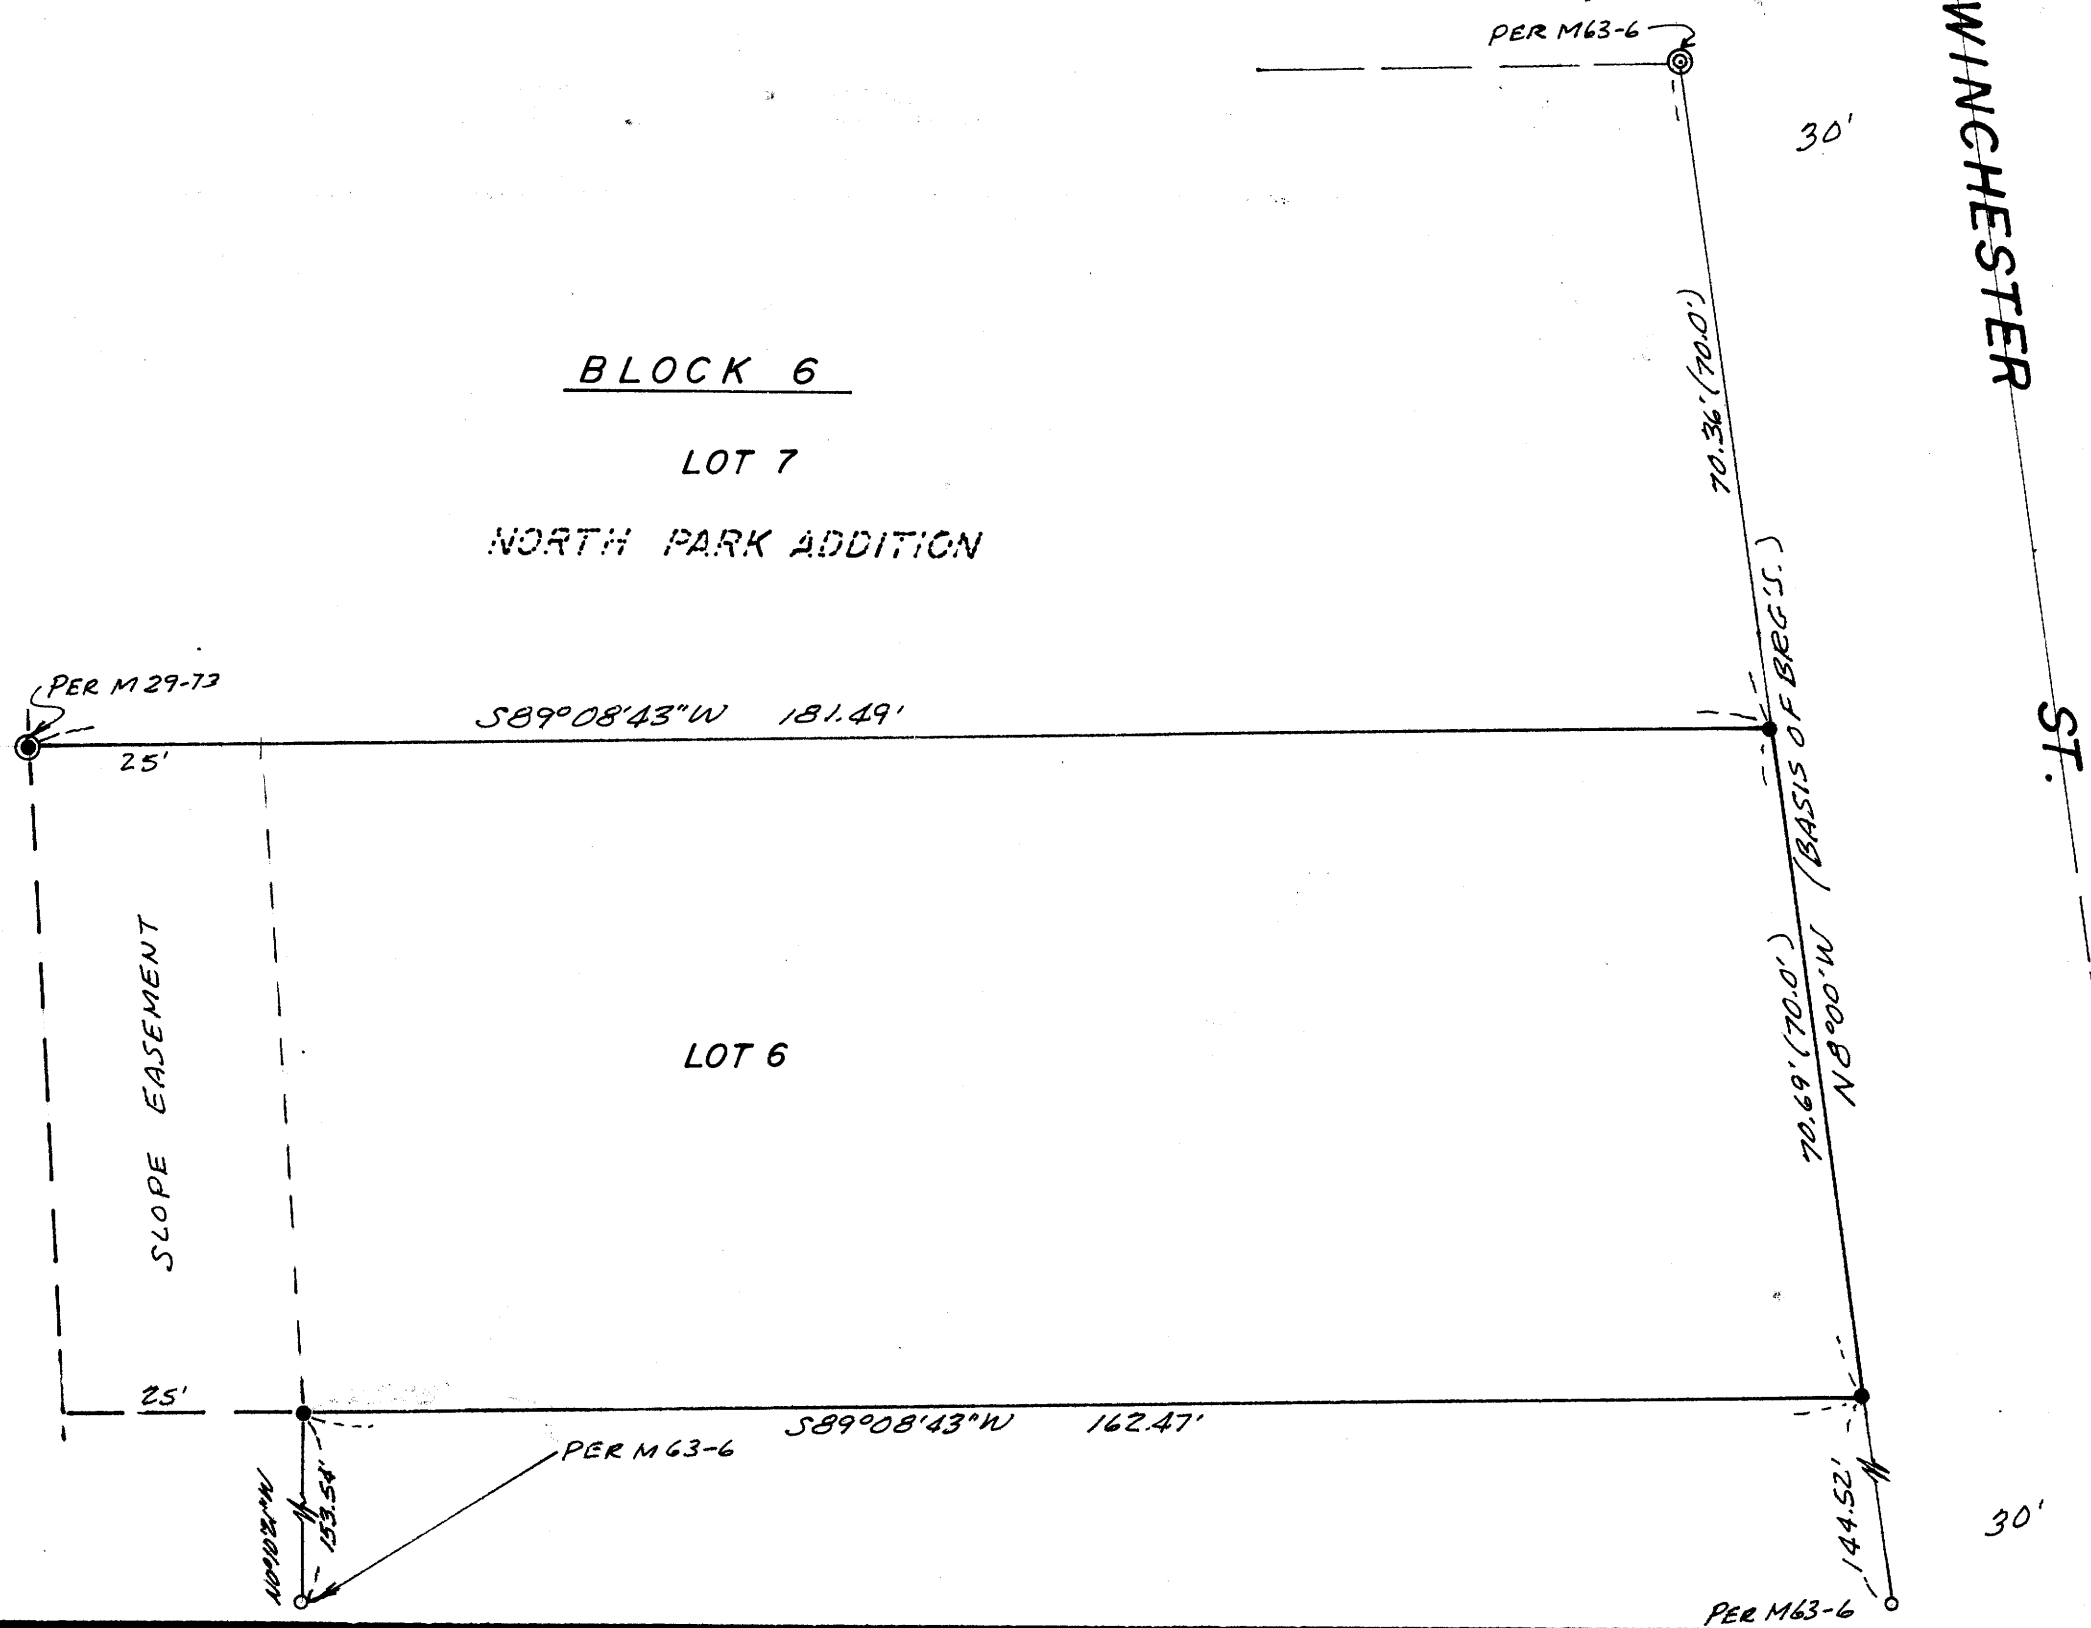 PER M63-6
30'
WINCHESTER ST.
70.36' (70.0')
BLOCK 6
LOT 7
NORTH PARK ADDITION
PER M 29-73
S89°08'43"W 181.49'
25'
N8°00'W (BASIS OF BRG'S.)
70.69' (70.0')
SLOPE EASEMENT
LOT 6
25'
S89°08'43"W 162.47'
PER M63-6
153.54'
144.52'
30'
PER M63-6